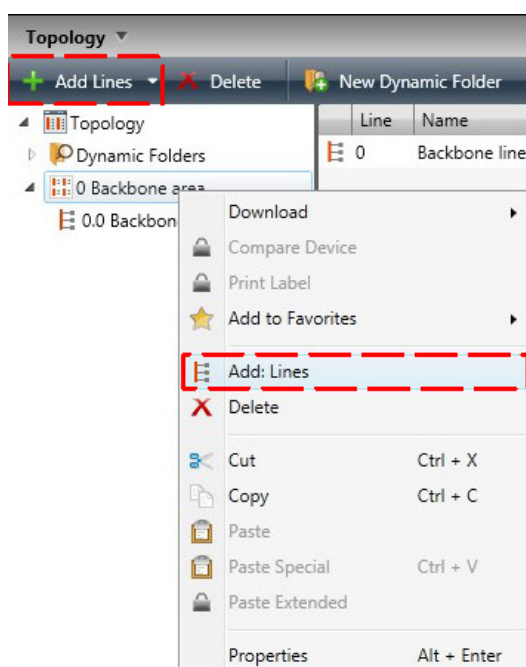 Topology
Add Lines Delete New Dynamic Folder
Topology Line Name
Dynamic Folders 0 Backbone line
0 Backbone area
0.0 Backbon
Download
Compare Device
Print Label
Add to Favorites
Add: Lines
Delete
Cut Ctrl + X
Copy Ctrl + C
Paste
Paste Special Ctrl + V
Paste Extended
Properties Alt + Enter